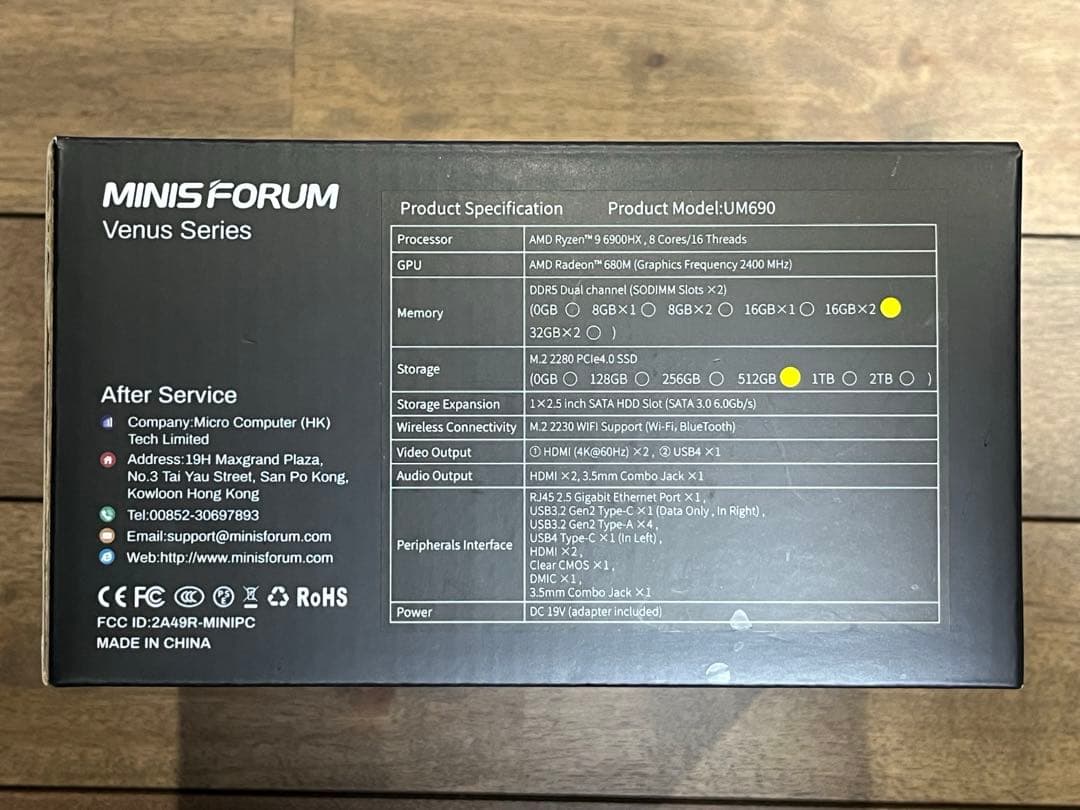 MINISFORUM
Venus Series
Product Specification Product Model:UM690
Processor AMD Ryzen™ 9 6900HX , 8 Cores/16 Threads
GPU AMD Radeon™ 680M (Graphics Frequency 2400 MHz)
Memory DDR5 Dual channel (SODIMM Slots ×2)
(0GB ○ 8GB×1 ○ 8GB×2 ○ 16GB×1 ○ 16GB×2
32GB×2 ○ )
Storage M.2 2280 PCIe4.0 SSD
(0GB ○ 128GB ○ 256GB ○ 512GB 1TB ○ 2TB ○ )
Storage Expansion 1×2.5 inch SATA HDD Slot (SATA 3.0 6.0Gb/s)
Wireless Connectivity M.2 2230 WIFI Support (Wi-Fi, BlueTooth)
Video Output ① HDMI (4K@60Hz) ×2 , ② USB4 ×1
Audio Output HDMI ×2, 3.5mm Combo Jack ×1
Peripherals Interface RJ45 2.5 Gigabit Ethernet Port ×1 ,
USB3.2 Gen2 Type-C ×1 (Data Only , In Right) ,
USB3.2 Gen2 Type-A ×4 ,
USB4 Type-C ×1 (In Left) ,
HDMI ×2 ,
Clear CMOS ×1 ,
DMIC ×1 ,
3.5mm Combo Jack ×1
Power DC 19V (adapter included)
After Service
Company:Micro Computer (HK)
Tech Limited
Address:19H Maxgrand Plaza,
No.3 Tai Yau Street, San Po Kong,
Kowloon Hong Kong
Tel:00852-30697893
Email:support@minisforum.com
Web:http://www.minisforum.com
CE FC CCC RoHS
FCC ID:2A49R-MINIPC
MADE IN CHINA